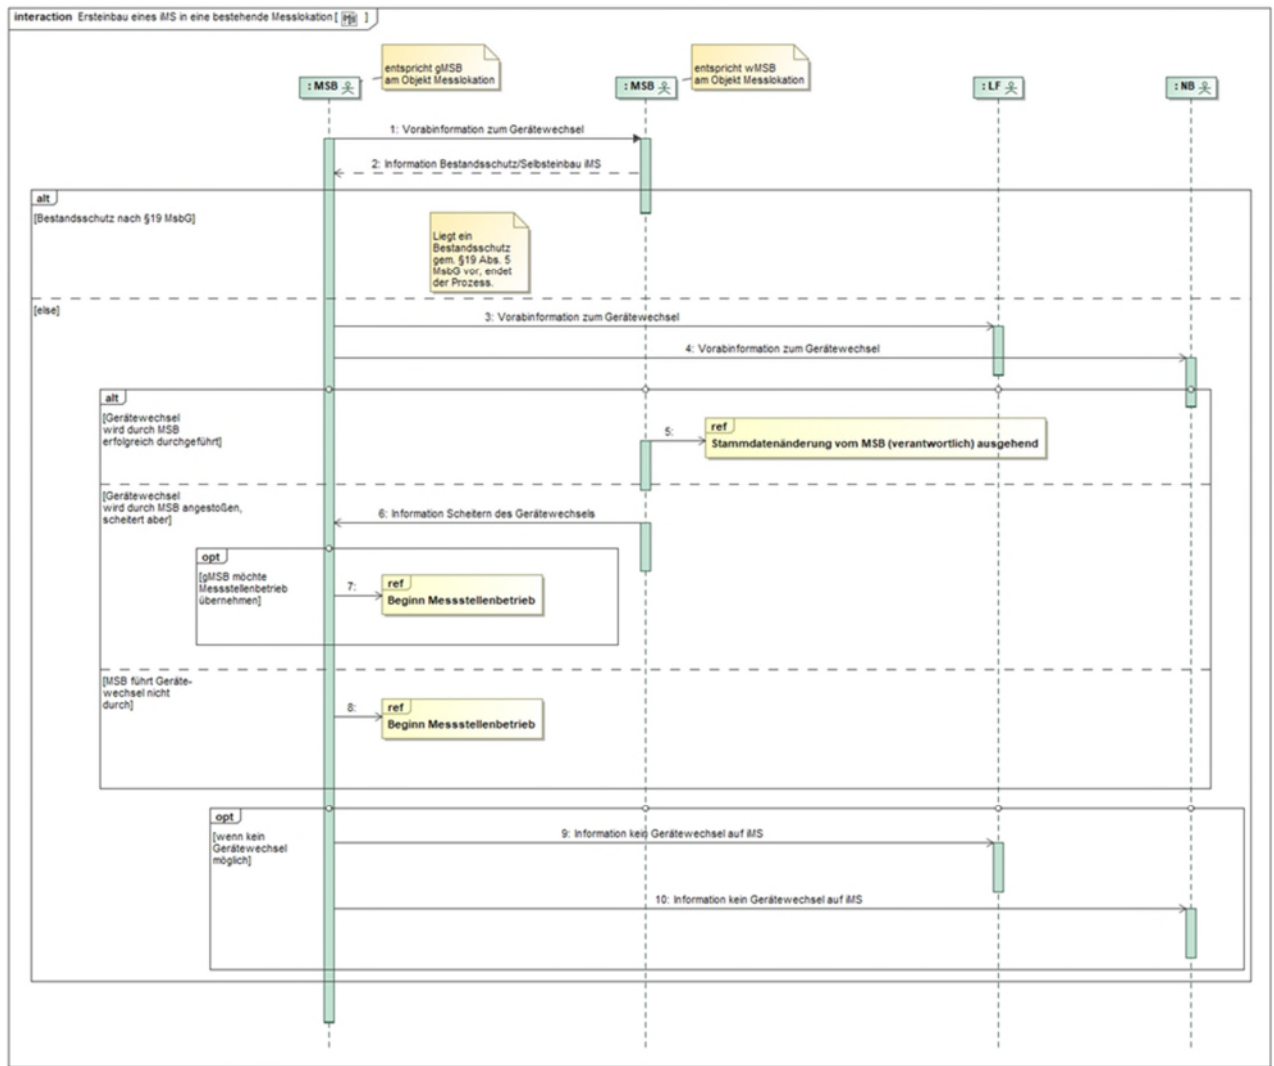 interaction Ersteinbau eines iMS in eine bestehende Messlokation [ ]
entspricht gMSB
am Objekt Messlokation
entspricht wMSB
am Objekt Messlokation
: MSB
: MSB
: LF
: NB
1: Vorabinformation zum Gerätewechsel
2: Information Bestandsschutz/Selbsteinbau iMS
alt
[Bestandsschutz nach §19 MsbG]
Liegt ein
Bestandsschutz
gem. §19 Abs. 5
MsbG vor, endet
der Prozess.
[else]
3: Vorabinformation zum Gerätewechsel
4: Vorabinformation zum Gerätewechsel
alt
[Gerätewechsel
wird durch MSB
erfolgreich durchgeführt]
5:
ref
Stammdatenänderung vom MSB (verantwortlich) ausgehend
[Gerätewechsel
wird durch MSB angestoßen,
scheitert aber]
6: Information Scheitern des Gerätewechsels
opt
[gMSB möchte
Messstellenbetrieb
übernehmen]
7:
ref
Beginn Messstellenbetrieb
[MSB führt Geräte-
wechsel nicht
durch]
8:
ref
Beginn Messstellenbetrieb
opt
[wenn kein
Gerätewechsel
möglich]
9: Information kein Gerätewechsel auf iMS
10: Information kein Gerätewechsel auf iMS